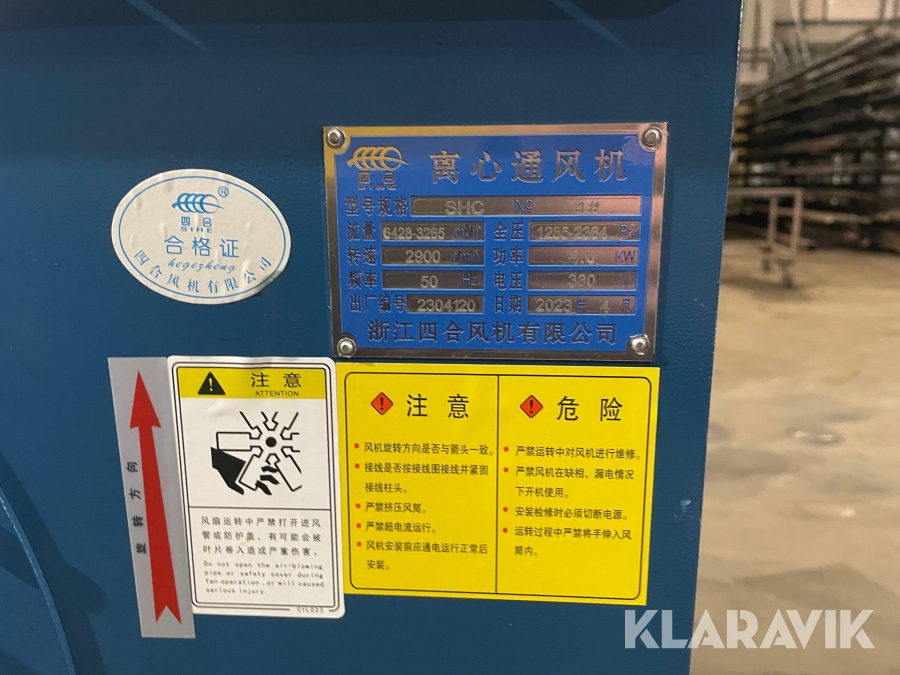 四合
离心通风机
型号规格 SHC № 4#
流量 6428-3265 m³/h 全压 1285-2364 Pa
转速 2900 r/min 功率 4.0 KW
频率 50 Hz 电压 380 V
出厂编号 2304120 日期 2023 年 4 月
浙江四合风机有限公司
®
四合
SIHE
合格证
hegezheng
四合风机有限公司
旋转方向
注意
ATTENTION
风扇运转中严禁打开进风
管或防护盖，有可能会被
叶片卷入造成严重伤害。
Do not open the air-blowing
pipe or safety cover during
fan operation, or will caused
serious injury.
CYL023
注意
• 风机旋转方向是否与箭头一致。
• 接线是否按接线图接线并紧固
接线柱头。
• 严禁挤压风筒。
• 严禁超电流运行。
• 风机安装前应通电运行正常后
安装。
危险
• 严禁运转中对风机进行维修。
• 严禁风机在缺相、漏电情况
下开机使用。
• 安装检修时必须切断电源。
• 运转过程中严禁将手伸入风
筒内。
KLARAVIK